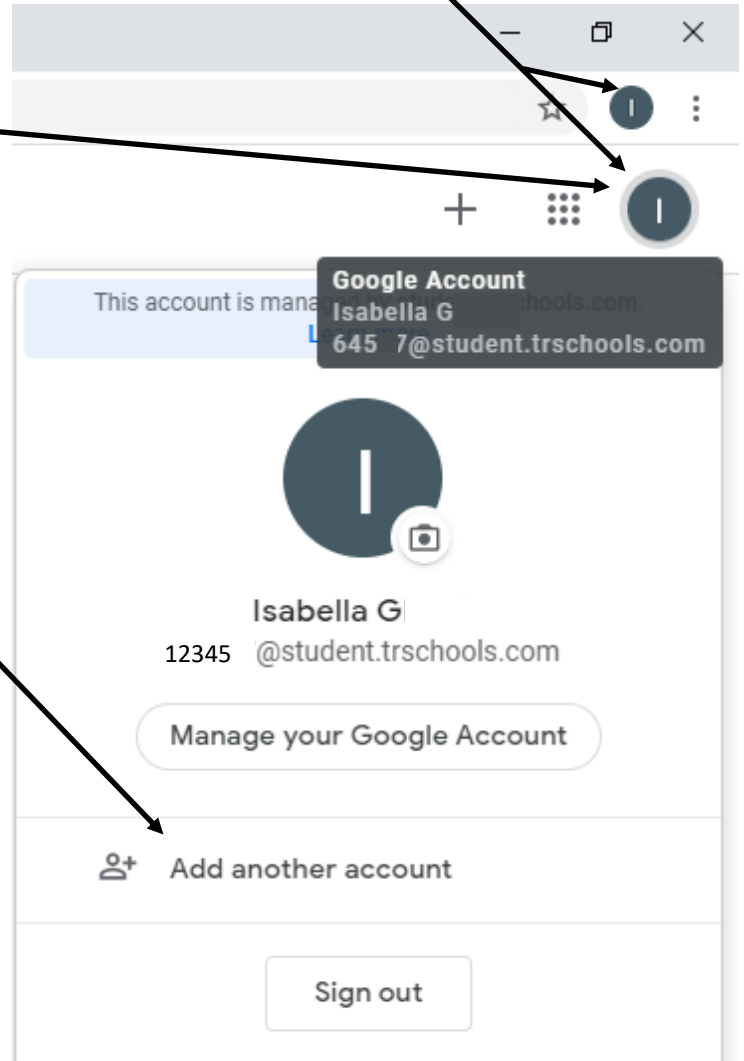 I
I
Google Account
Isabella G
645 7@student.trschools.com
This account is mana
hools.com.
I
Isabella G
12345 @student.trschools.com
Manage your Google Account
Add another account
Sign out